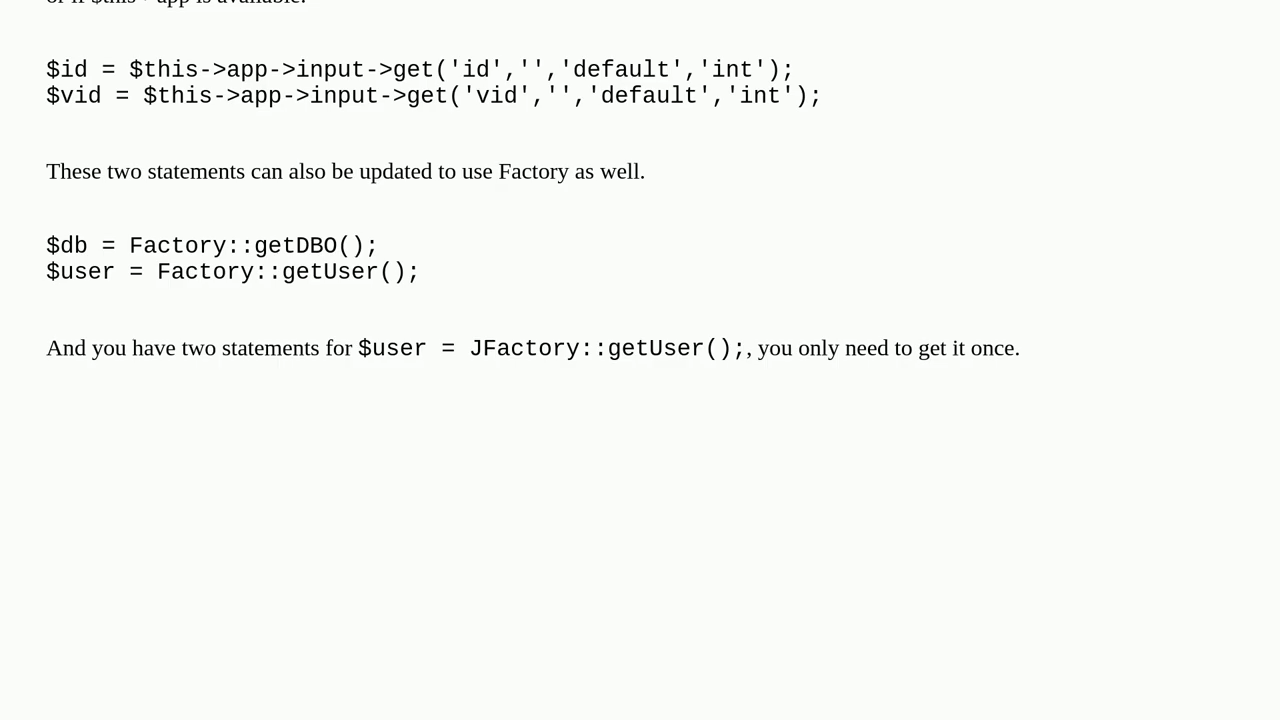 $id = $this->app->input->get('id','','default','int');
$vid = $this->app->input->get('vid','','default','int');
These two statements can also be updated to use Factory as well.
$db = Factory::getDBO();
$user = Factory::getUser();
And you have two statements for $user = JFactory::getUser();, you only need to get it once.